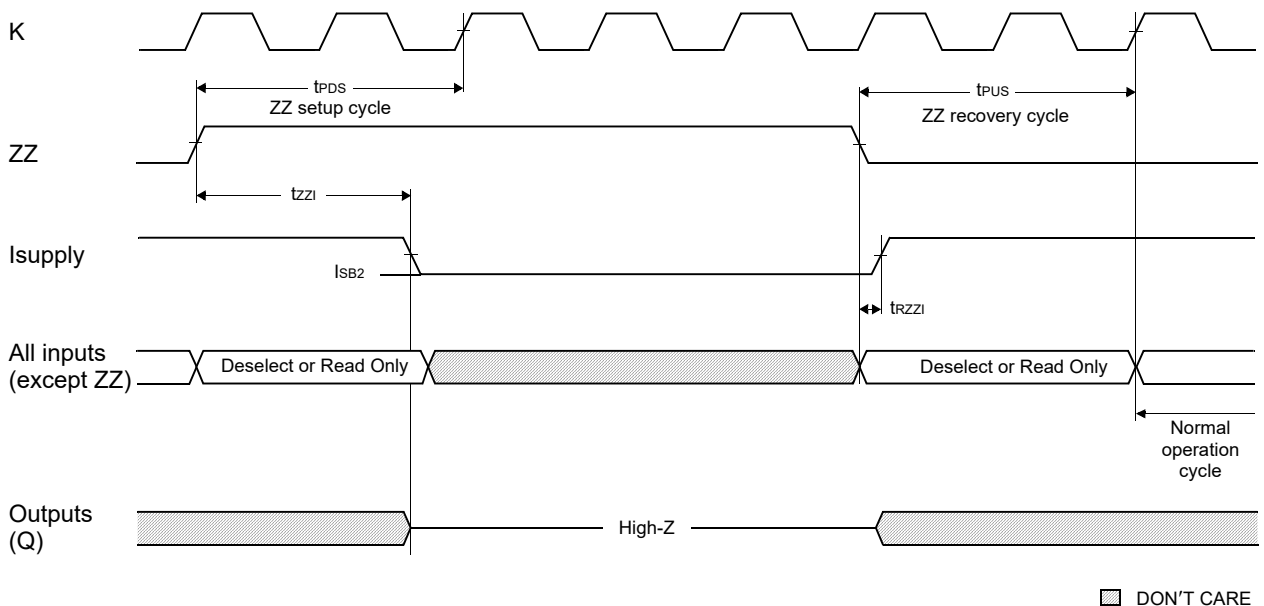 K
tPDS
ZZ setup cycle
tPUS
ZZ recovery cycle
ZZ
tZZI
Isupply
ISB2
tRZZI
All inputs
(except ZZ)
Deselect or Read Only
Deselect or Read Only
Normal
operation
cycle
Outputs
(Q)
High-Z
DON'T CARE